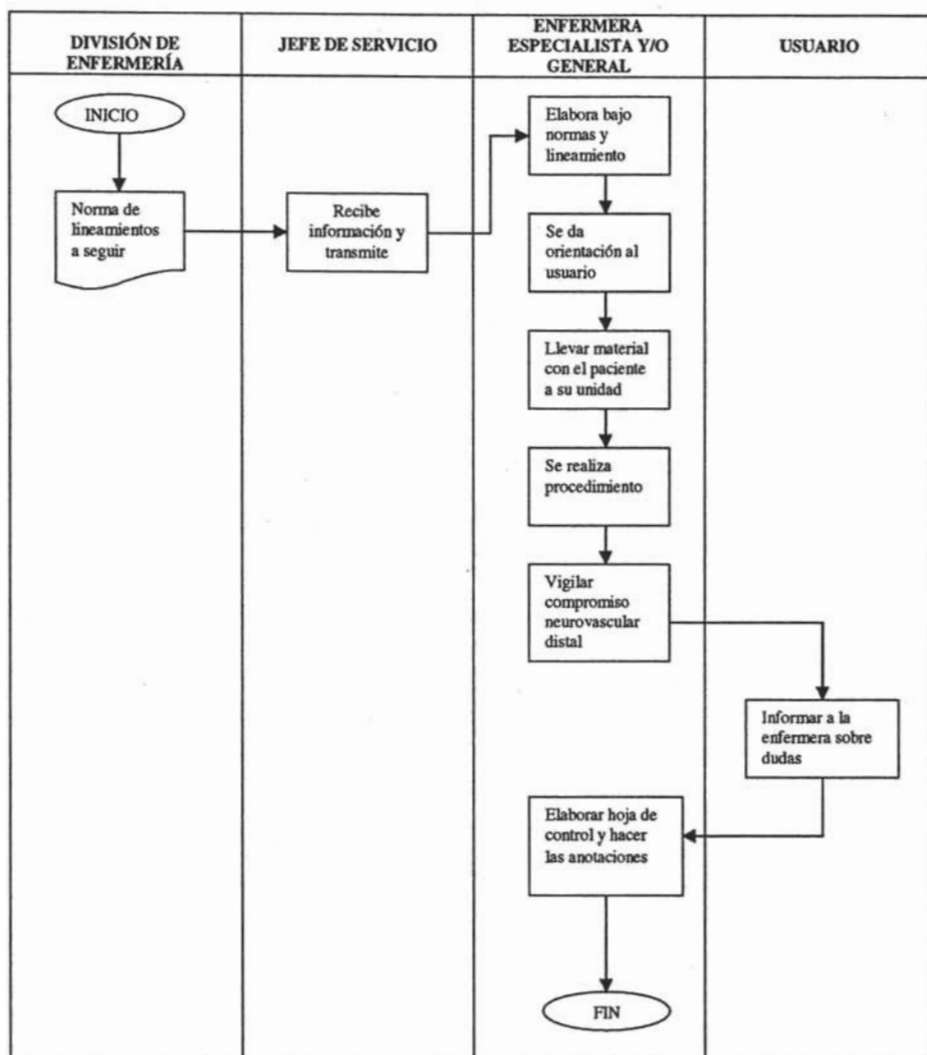 DIVISIÓN DE
ENFERMERÍA
JEFE DE SERVICIO
ENFERMERA
ESPECIALISTA Y/O
GENERAL
USUARIO
INICIO
Norma de
lineamientos
a seguir
Recibe
información y
transmite
Elabora bajo
normas y
lineamiento
Se da
orientación al
usuario
Llevar material
con el paciente
a su unidad
Se realiza
procedimiento
Vigilar
compromiso
neurovascular
distal
Informar a la
enfermera sobre
dudas
Elaborar hoja de
control y hacer
las anotaciones
FIN